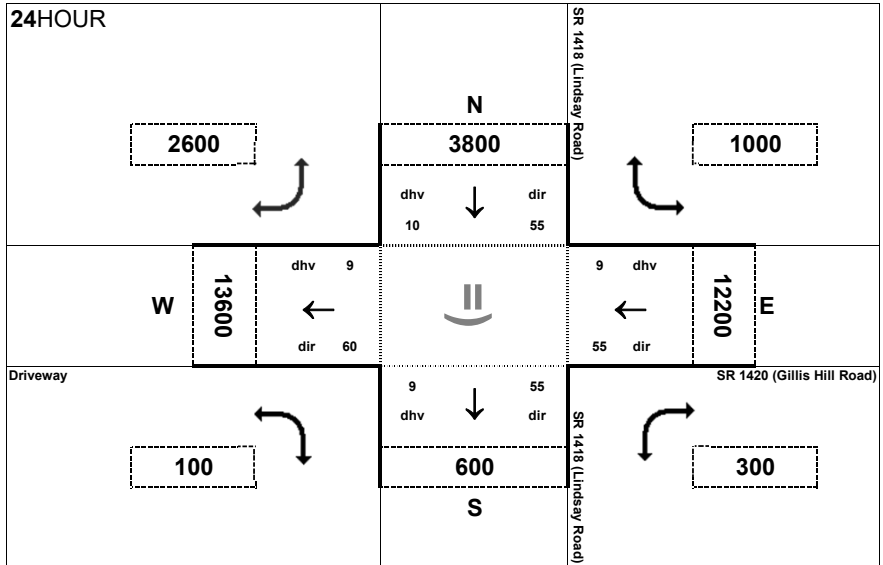 24HOUR
SR 1418 (Lindsay Road)
N
2600
3800
1000
dhv
dir
10
55
dhv 9
9 dhv
W
13600
12200
E
dir 60
55 dir
Driveway
SR 1420 (Gillis Hill Road)
9
55
dhv
dir
SR 1418 (Lindsay Road)
100
600
300
S